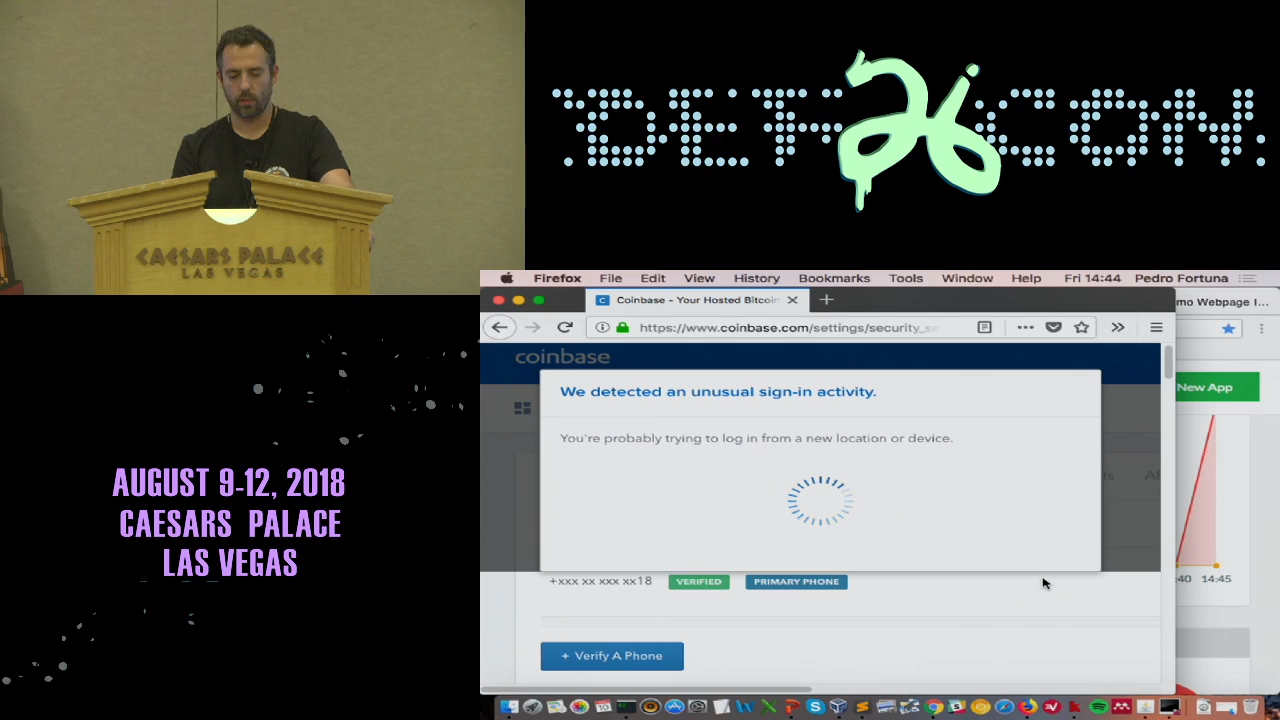 CAESARS PALACE
LAS VEGAS
DEF26CON
AUGUST 9-12, 2018
CAESARS PALACE
LAS VEGAS
Firefox File Edit View History Bookmarks Tools Window Help Fri 14:44 Pedro Fortuna
Coinbase - Your Hosted Bitcoin
mo Webpage I...
https://www.coinbase.com/settings/security_se
coinbase
New App
We detected an unusual sign-in activity.
You're probably trying to log in from a new location or device.
ts
AP
+xxx xx xxx xx18 VERIFIED PRIMARY PHONE
:40 14:45
+ Verify A Phone